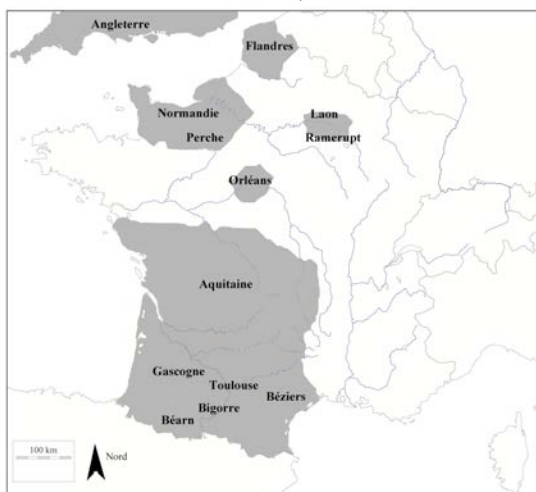 Angleterre
Flandres
Normandie
Laon
Perche
Ramerupt
Orléans
Aquitaine
Gascogne
Toulouse
Béziers
Bigorre
Béarn
100 km
Nord